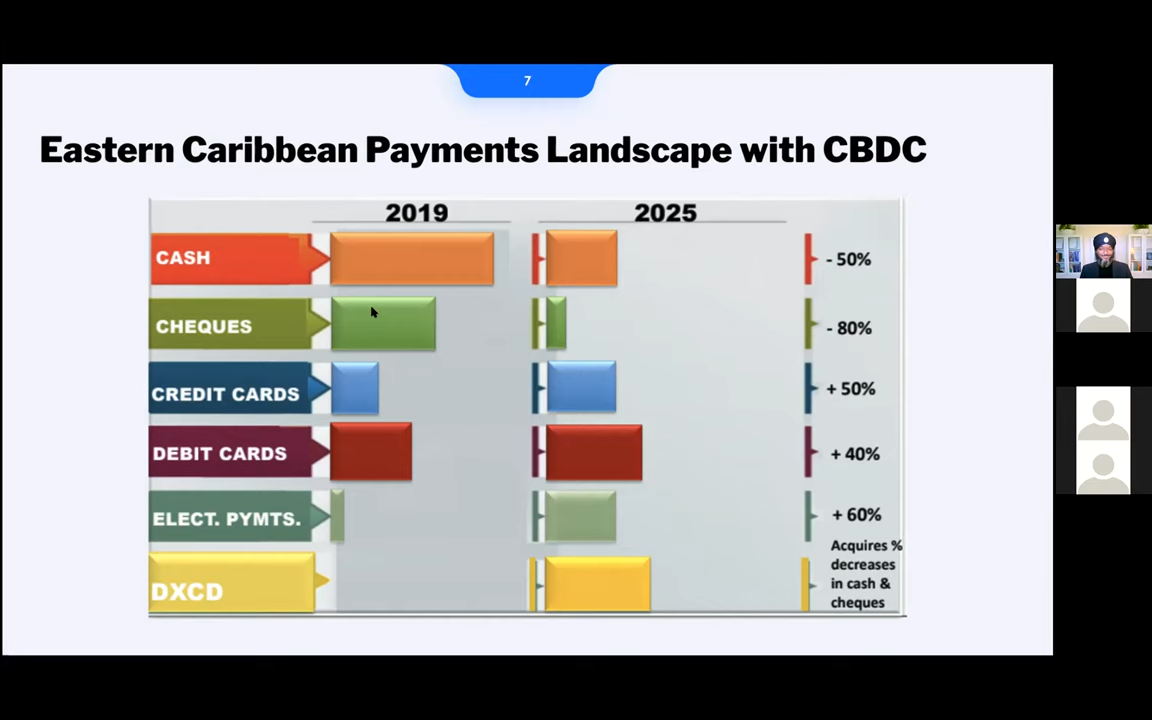 7
Eastern Caribbean Payments Landscape with CBDC
2019 2025
CASH - 50%
CHEQUES - 80%
CREDIT CARDS + 50%
DEBIT CARDS + 40%
ELECT. PYMTS. + 60%
DXCD
Acquires %
decreases
in cash &
cheques